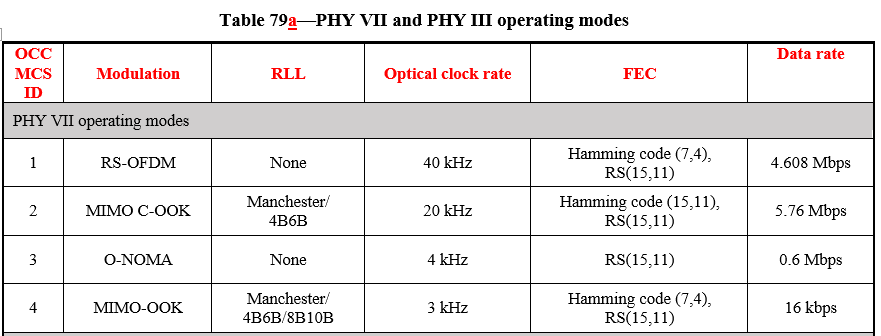 Table 79a—PHY VII and PHY III operating modes
OCC MCS ID Modulation RLL Optical clock rate FEC Data rate
PHY VII operating modes
1 RS-OFDM None 40 kHz Hamming code (7,4), RS(15,11) 4.608 Mbps
2 MIMO C-OOK Manchester/ 4B6B 20 kHz Hamming code (15,11), RS(15,11) 5.76 Mbps
3 O-NOMA None 4 kHz RS(15,11) 0.6 Mbps
4 MIMO-OOK Manchester/ 4B6B/8B10B 3 kHz Hamming code (7,4), RS(15,11) 16 kbps